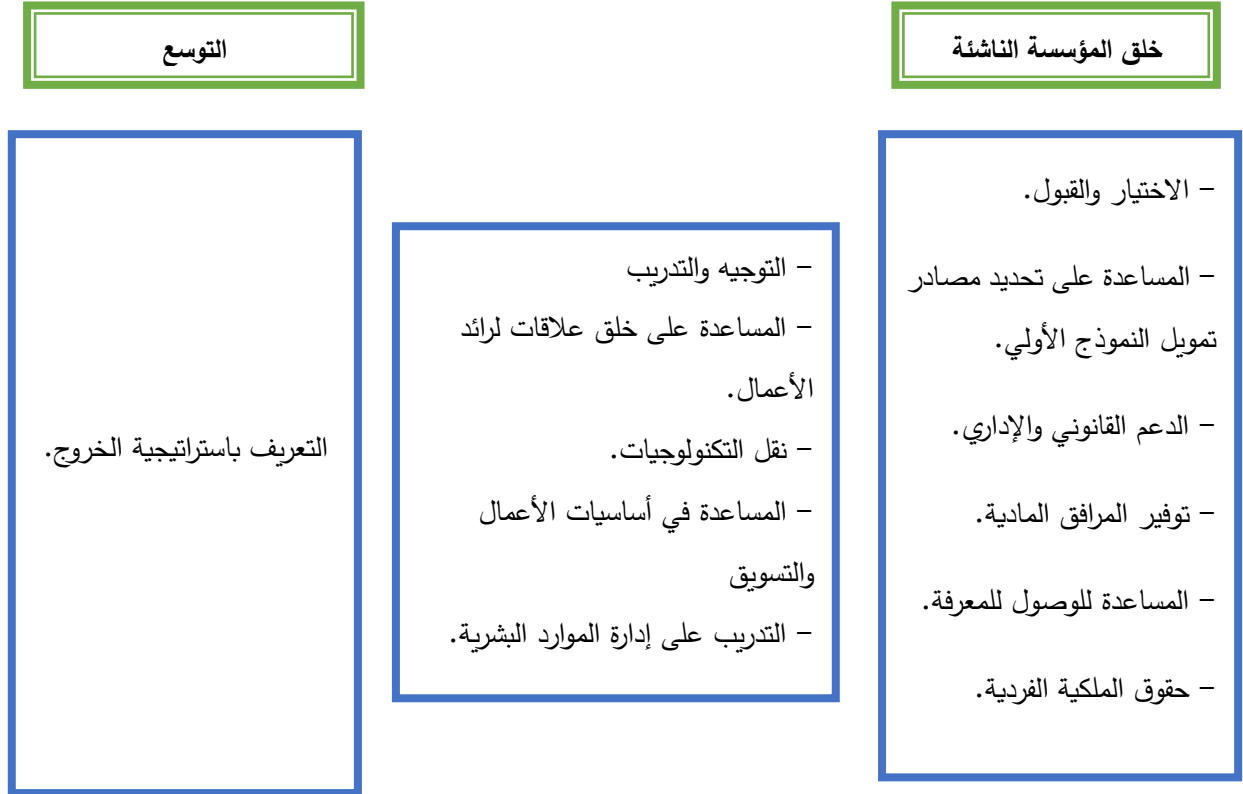 خلق المؤسسة الناشئة
التوسع
– الاختيار والقبول.
– المساعدة على تحديد مصادر
تمويل النموذج الأولي.
– الدعم القانوني والإداري.
– توفير المرافق المادية.
– المساعدة للوصول للمعرفة.
– حقوق الملكية الفردية.
– التوجيه والتدريب
– المساعدة على خلق علاقات لرائد
الأعمال.
– نقل التكنولوجيات.
– المساعدة في أساسيات الأعمال
والتسويق
– التدريب على إدارة الموارد البشرية.
التعريف باستراتيجية الخروج.